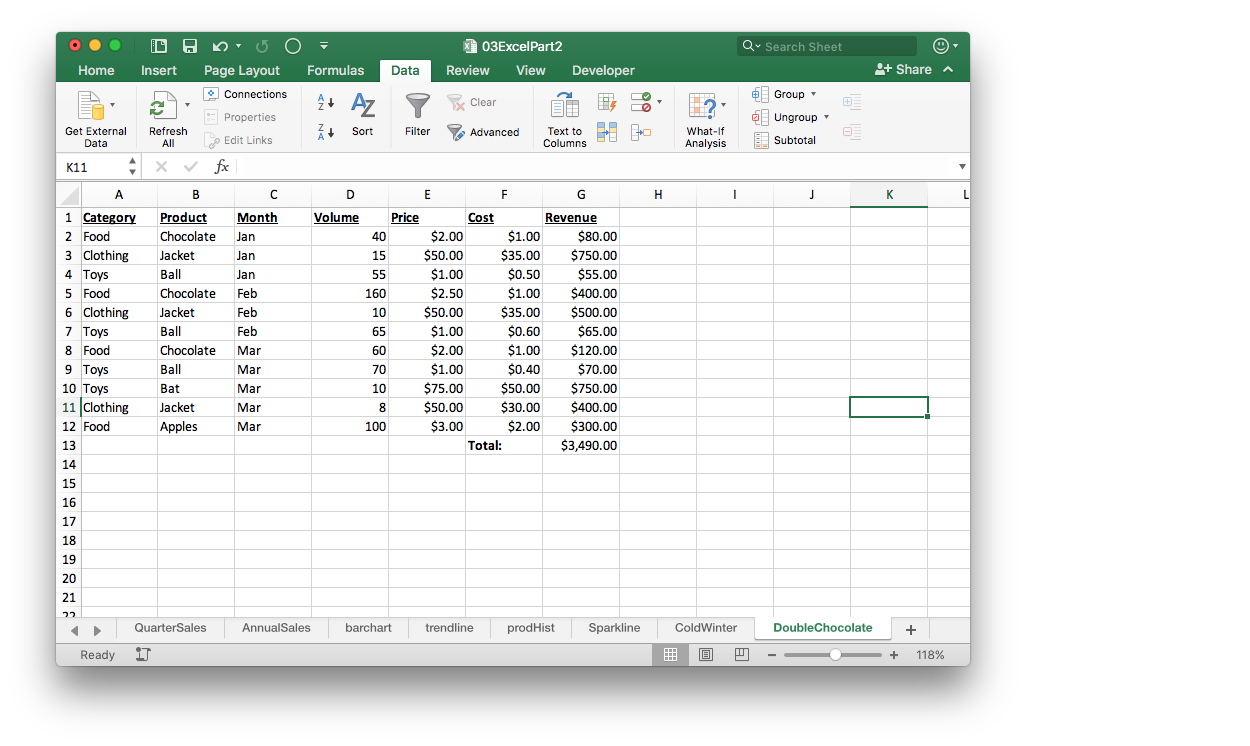 03ExcelPart2
Search Sheet
Home Insert Page Layout Formulas Data Review View Developer Share
Get External Data
Refresh All
Connections
Properties
Edit Links
A Z
Z A
A Z
Sort
Filter
Clear
Advanced
Text to Columns
What-If Analysis
Group
Ungroup
Subtotal
K11 fx
A B C D E F G H I J K L
1 Category Product Month Volume Price Cost Revenue
2 Food Chocolate Jan 40 $2.00 $1.00 $80.00
3 Clothing Jacket Jan 15 $50.00 $35.00 $750.00
4 Toys Ball Jan 55 $1.00 $0.50 $55.00
5 Food Chocolate Feb 160 $2.50 $1.00 $400.00
6 Clothing Jacket Feb 10 $50.00 $35.00 $500.00
7 Toys Ball Feb 65 $1.00 $0.60 $65.00
8 Food Chocolate Mar 60 $2.00 $1.00 $120.00
9 Toys Ball Mar 70 $1.00 $0.40 $70.00
10 Toys Bat Mar 10 $75.00 $50.00 $750.00
11 Clothing Jacket Mar 8 $50.00 $30.00 $400.00
12 Food Apples Mar 100 $3.00 $2.00 $300.00
13 Total: $3,490.00
14
15
16
17
18
19
20
21
22
QuarterSales AnnualSales barchart trendline prodHist Sparkline ColdWinter DoubleChocolate +
Ready 118%